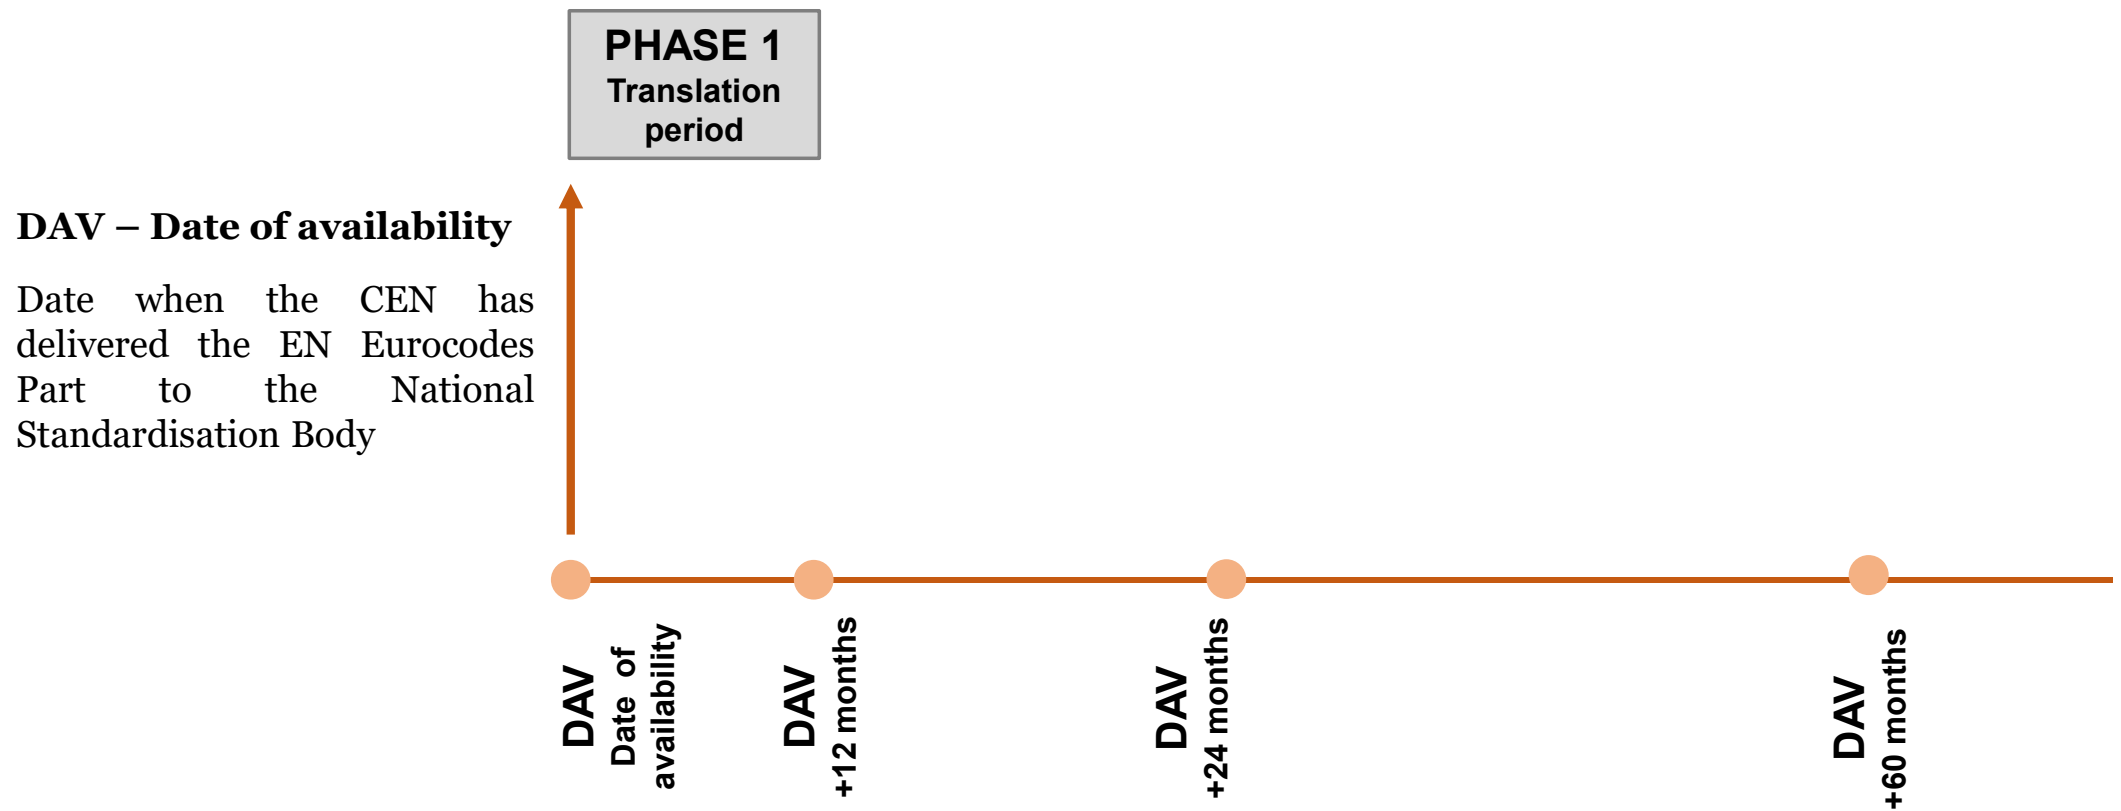 PHASE 1
Translation
period
DAV – Date of availability
Date when the CEN has
delivered the EN Eurocodes
Part to the National
Standardisation Body
DAV
Date of
availability
DAV
+12 months
DAV
+24 months
DAV
+60 months